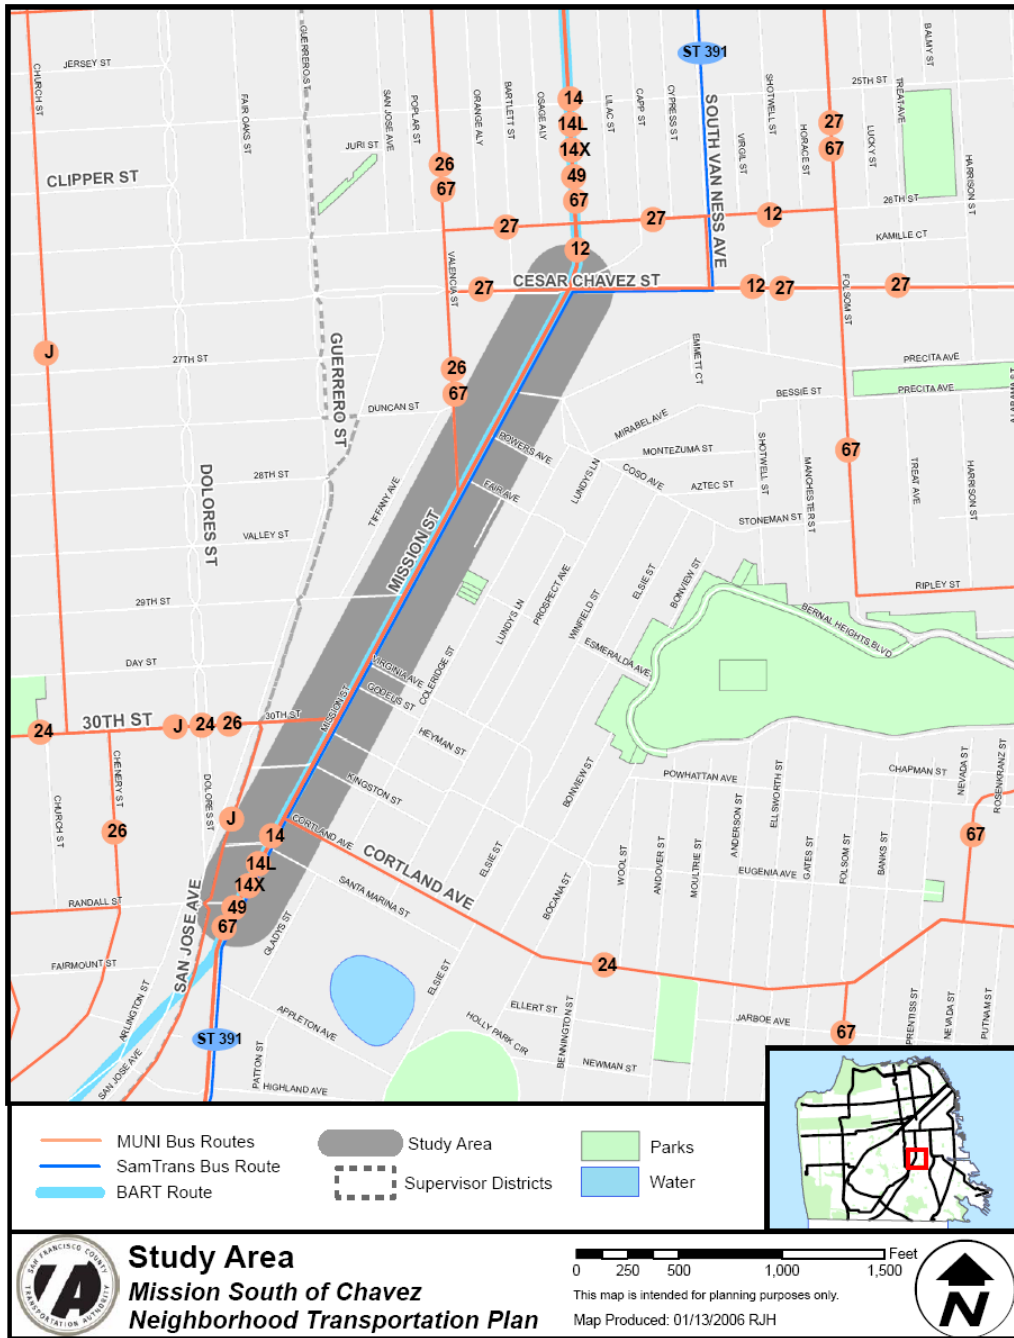 ST 391
JERSEY ST
CHURCH ST
GUERRERO ST
FAIR OAKS ST
SAN JOSE AVE
POPLAR ST
ORANGE ALY
BARTLETT ST
OSAGE ALY
14
14L
14X
49
67
LILAC ST
CAPP ST
CYPRESS ST
SOUTH VAN NESS AVE
VIRGIL ST
SHOTWELL ST
HORACE ST
25TH ST
LUCKY ST
TREAT AVE
BALMY ST
HARRISON ST
27
67
JURI ST
CLIPPER ST
26
67
27
27
12
26TH ST
KAMILLE CT
12
VALENCIA ST
CESAR CHAVEZ ST
27
12
27
27
FOLSOM ST
J
27TH ST
GUERRERO ST
26
67
EMMETT CT
PRECITA AVE
PRECITA AVE
BESSIE ST
DUNCAN ST
POWERS AVE
MIRABEL AVE
MONTEZUMA ST
67
28TH ST
DOLORES ST
TIFFANY AVE
FAIR AVE
LUNDYS LN
COSO AVE
AZTEC ST
SHOTWELL ST
MANCHESTER ST
TREAT AVE
HARRISON ST
STONEMAN ST
VALLEY ST
MISSION ST
29TH ST
LUNDYS LN
PROSPECT AVE
WINFIELD ST
ELSIE ST
BONVIEW ST
RIPLEY ST
BERNAL HEIGHTS BLVD
ESMERALDA AVE
DAY ST
VIRGINIA AVE
COLERIDGE ST
GODEUS ST
30TH ST
24
J
24
26
30TH ST
MISSION ST
HEYMAN ST
KINGSTON ST
BONVIEW ST
POWHATTAN AVE
CHAPMAN ST
NEVADA ST
ROSENKRANZ ST
CHENERY ST
CHURCH ST
DOLORES ST
26
J
14
14L
14X
49
67
CORTLAND AVE
CORTLAND AVE
ELSIE ST
WOOL ST
ANDOVER ST
MOULTRIE ST
ANDERSON ST
ELLSWORTH ST
GATES ST
FOLSOM ST
BANKS ST
67
EUGENIA AVE
RANDALL ST
SAN JOSE AVE
SANTA MARINA ST
GLADYS ST
BOCANA ST
24
FAIRMOUNT ST
ARLINGTON ST
SAN JOSE AVE
ST 391
APPLETON AVE
PATTON ST
HIGHLAND AVE
ELSIE ST
HOLLY PARK CIR
ELLERT ST
BENNINGTON ST
NEWMAN ST
JARBOE AVE
67
PRENTISS ST
NEVADA ST
PUTNAM ST
MUNI Bus Routes
SamTrans Bus Route
BART Route
Study Area
Supervisor Districts
Parks
Water
SAN FRANCISCO COUNTY
TRANSPORTATION AUTHORITY
Study Area
Mission South of Chavez
Neighborhood Transportation Plan
Feet
0 250 500 1,000 1,500
This map is intended for planning purposes only.
Map Produced: 01/13/2006 RJH
N